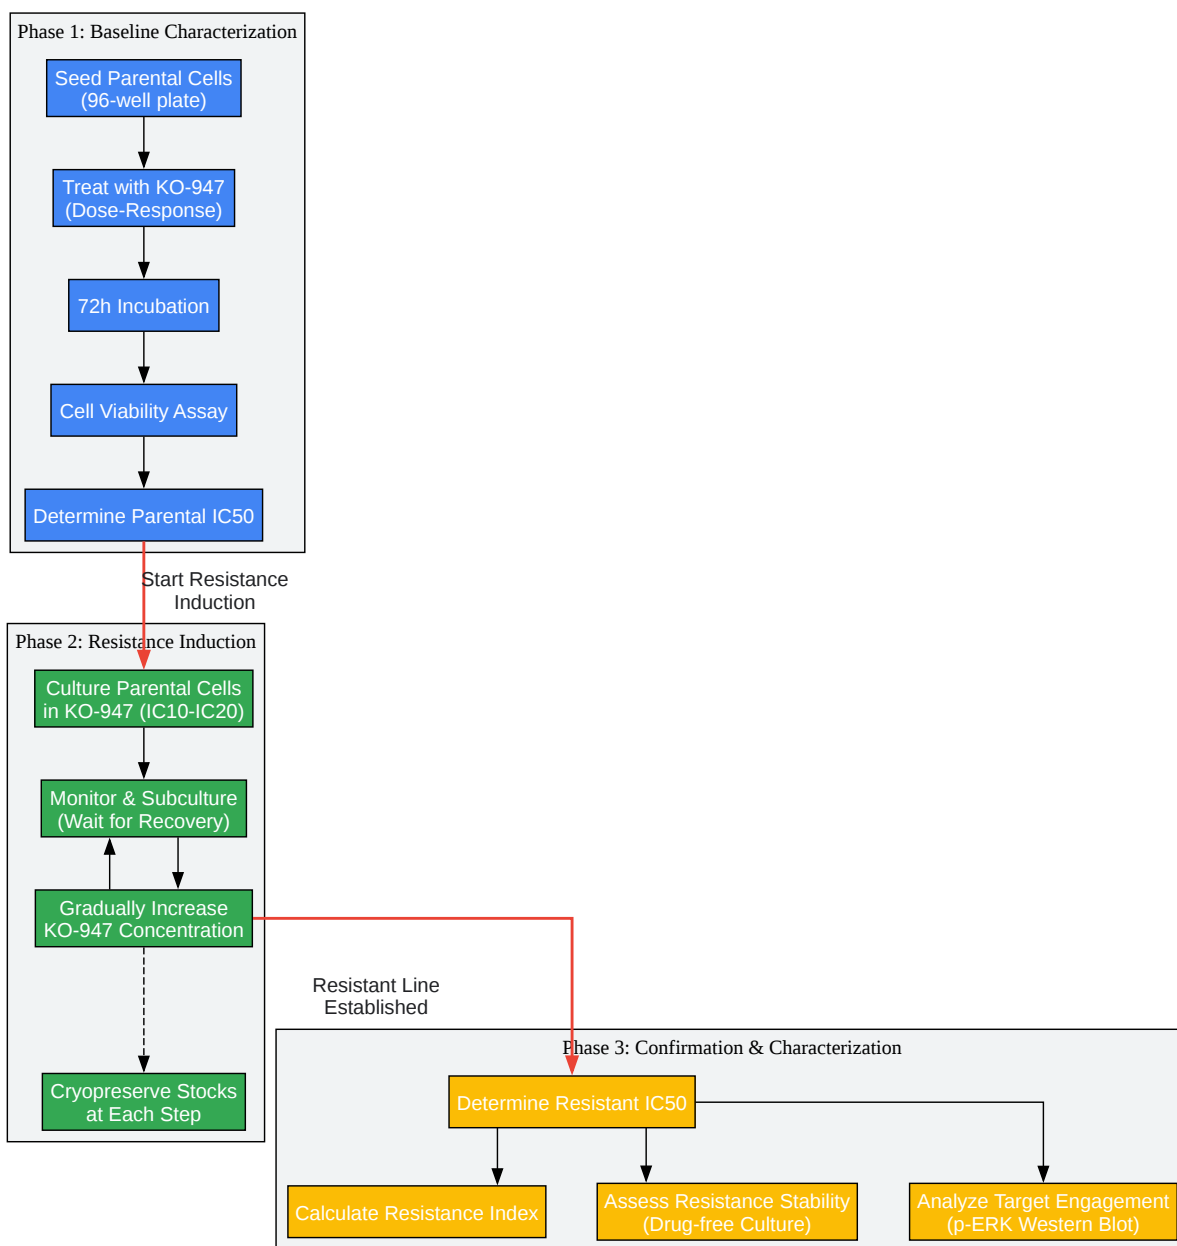 Phase 1: Baseline Characterization
Seed Parental Cells
(96-well plate)
Treat with KO-947
(Dose-Response)
72h Incubation
Cell Viability Assay
Determine Parental IC50
Start Resistance
Induction
Phase 2: Resistance Induction
Culture Parental Cells
in KO-947 (IC10-IC20)
Monitor & Subculture
(Wait for Recovery)
Gradually Increase
KO-947 Concentration
Cryopreserve Stocks
at Each Step
Resistant Line
Established
Phase 3: Confirmation & Characterization
Determine Resistant IC50
Calculate Resistance Index
Assess Resistance Stability
(Drug-free Culture)
Analyze Target Engagement
(p-ERK Western Blot)